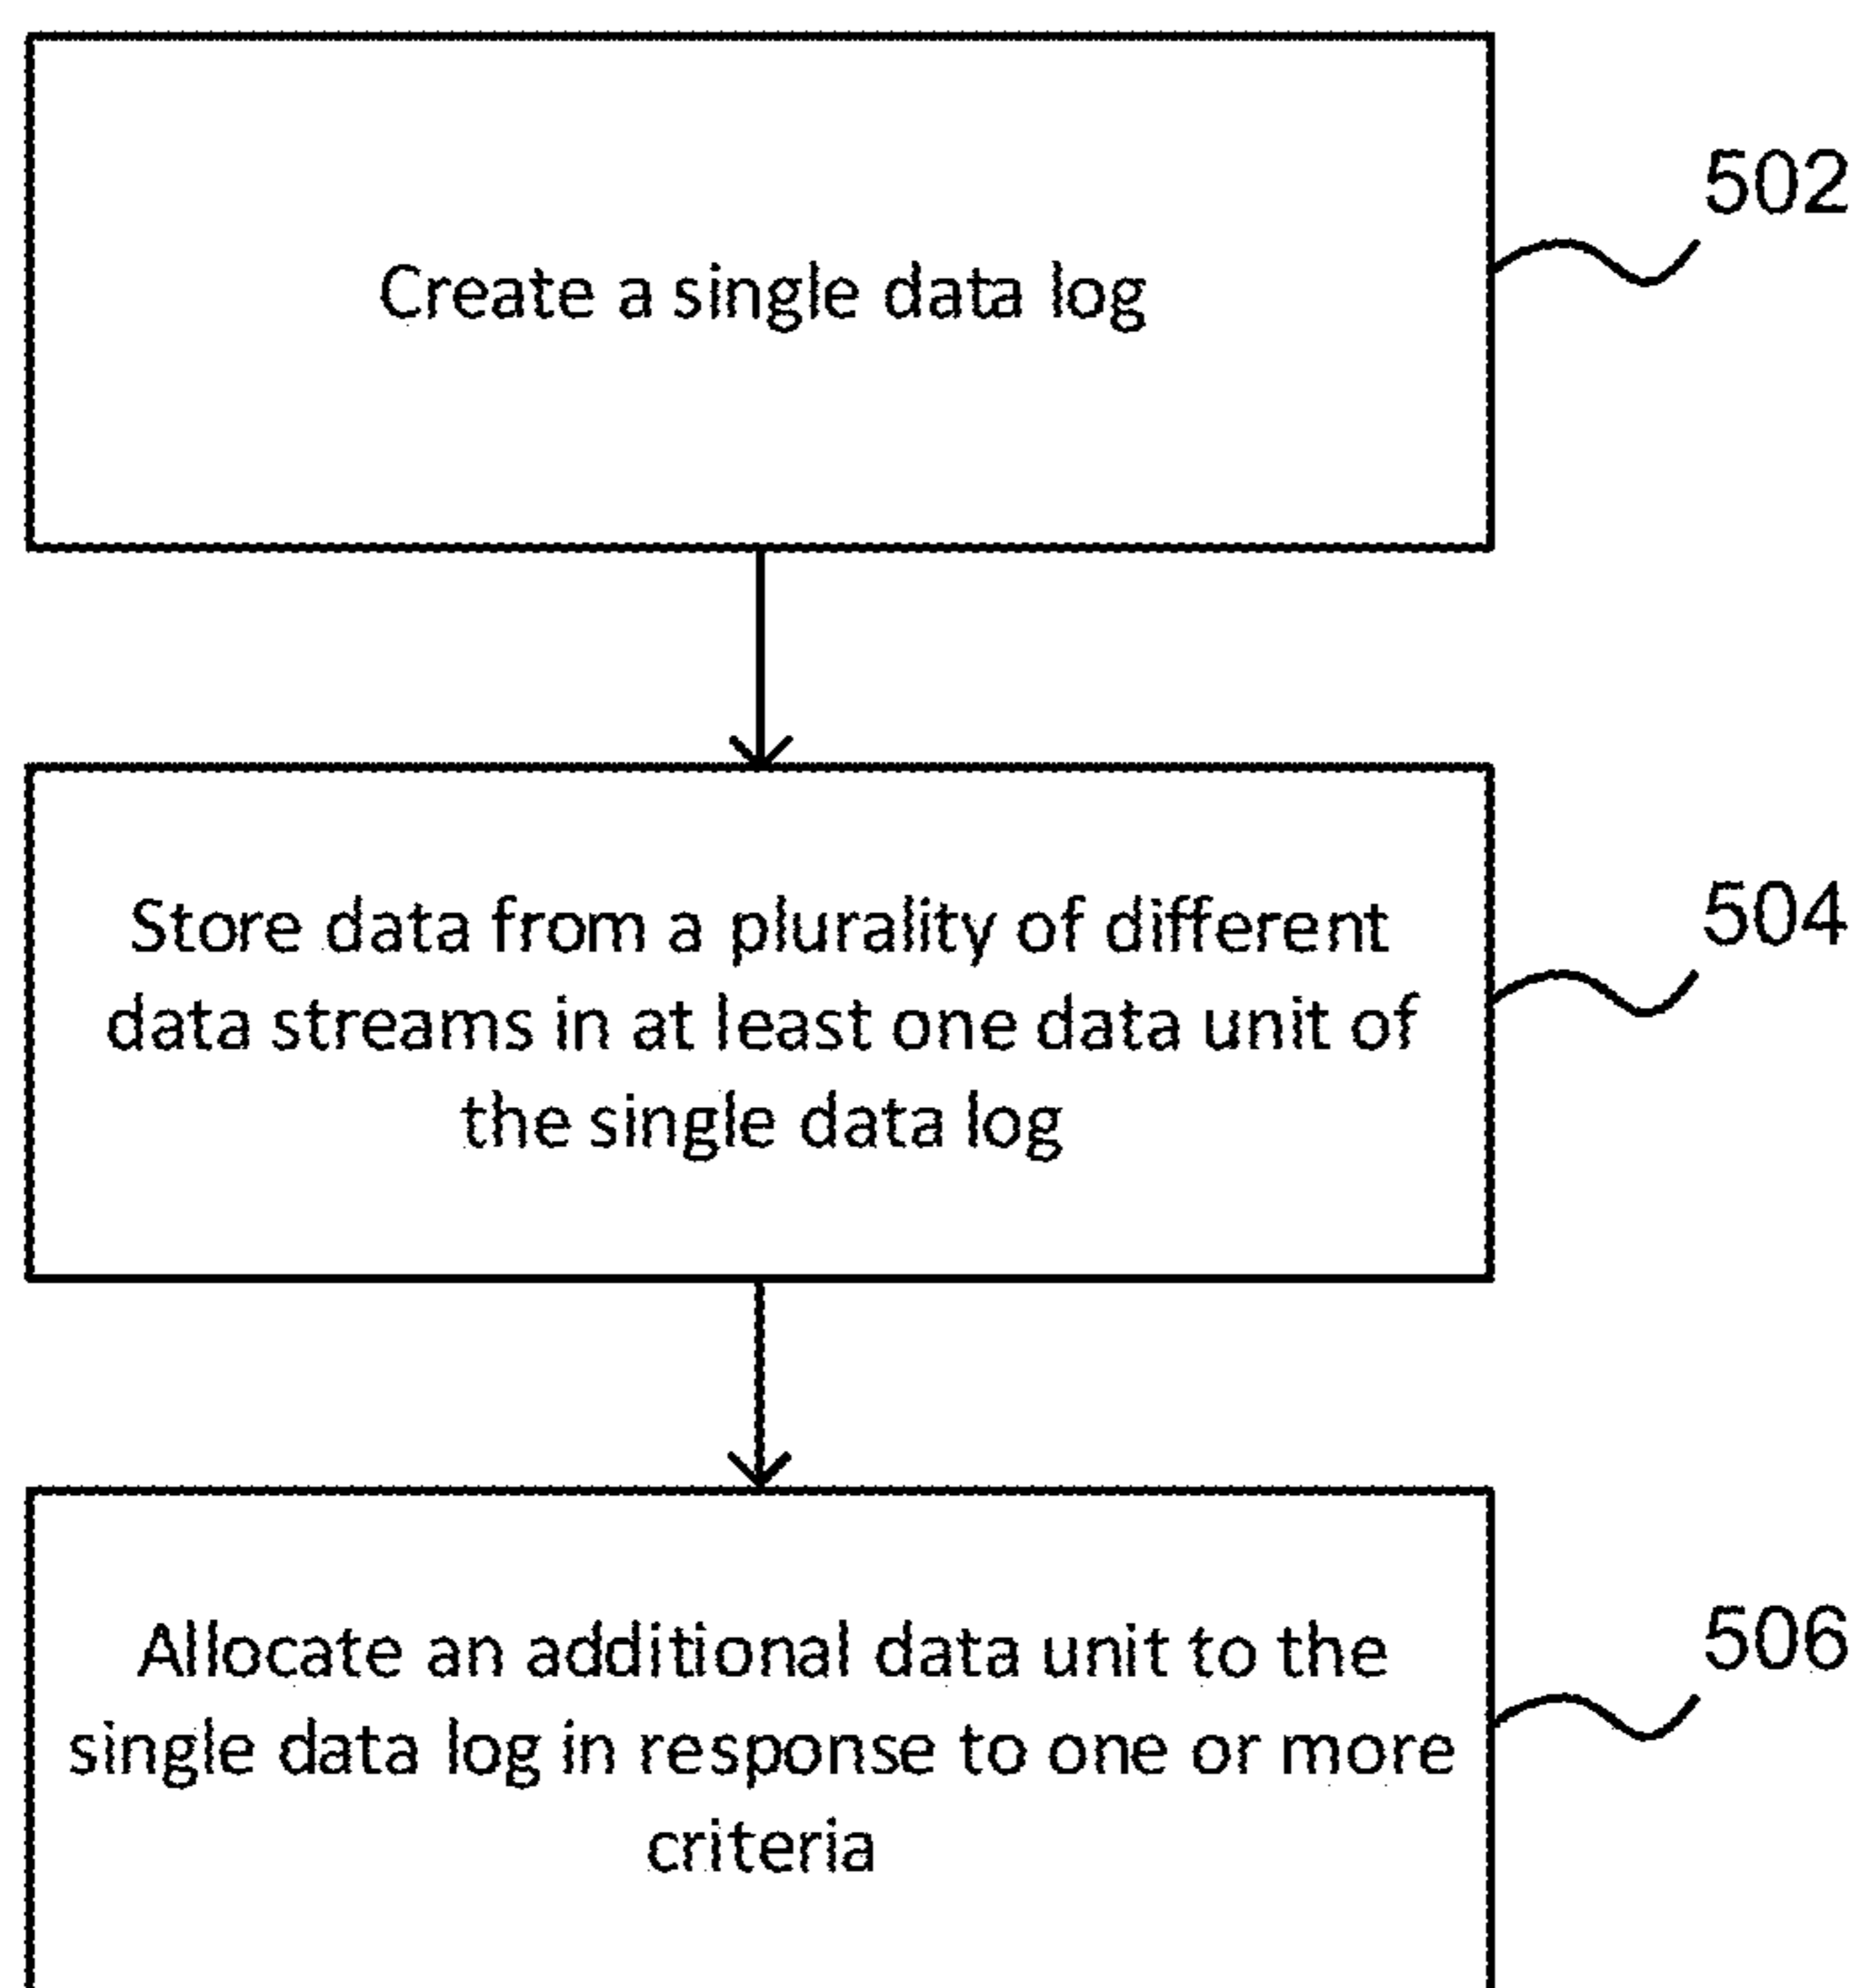 502
Create a single data log
504
Store data from a plurality of different
data streams in at least one data unit of
the single data log
506
Allocate an additional data unit to the
single data log in response to one or more
criteria